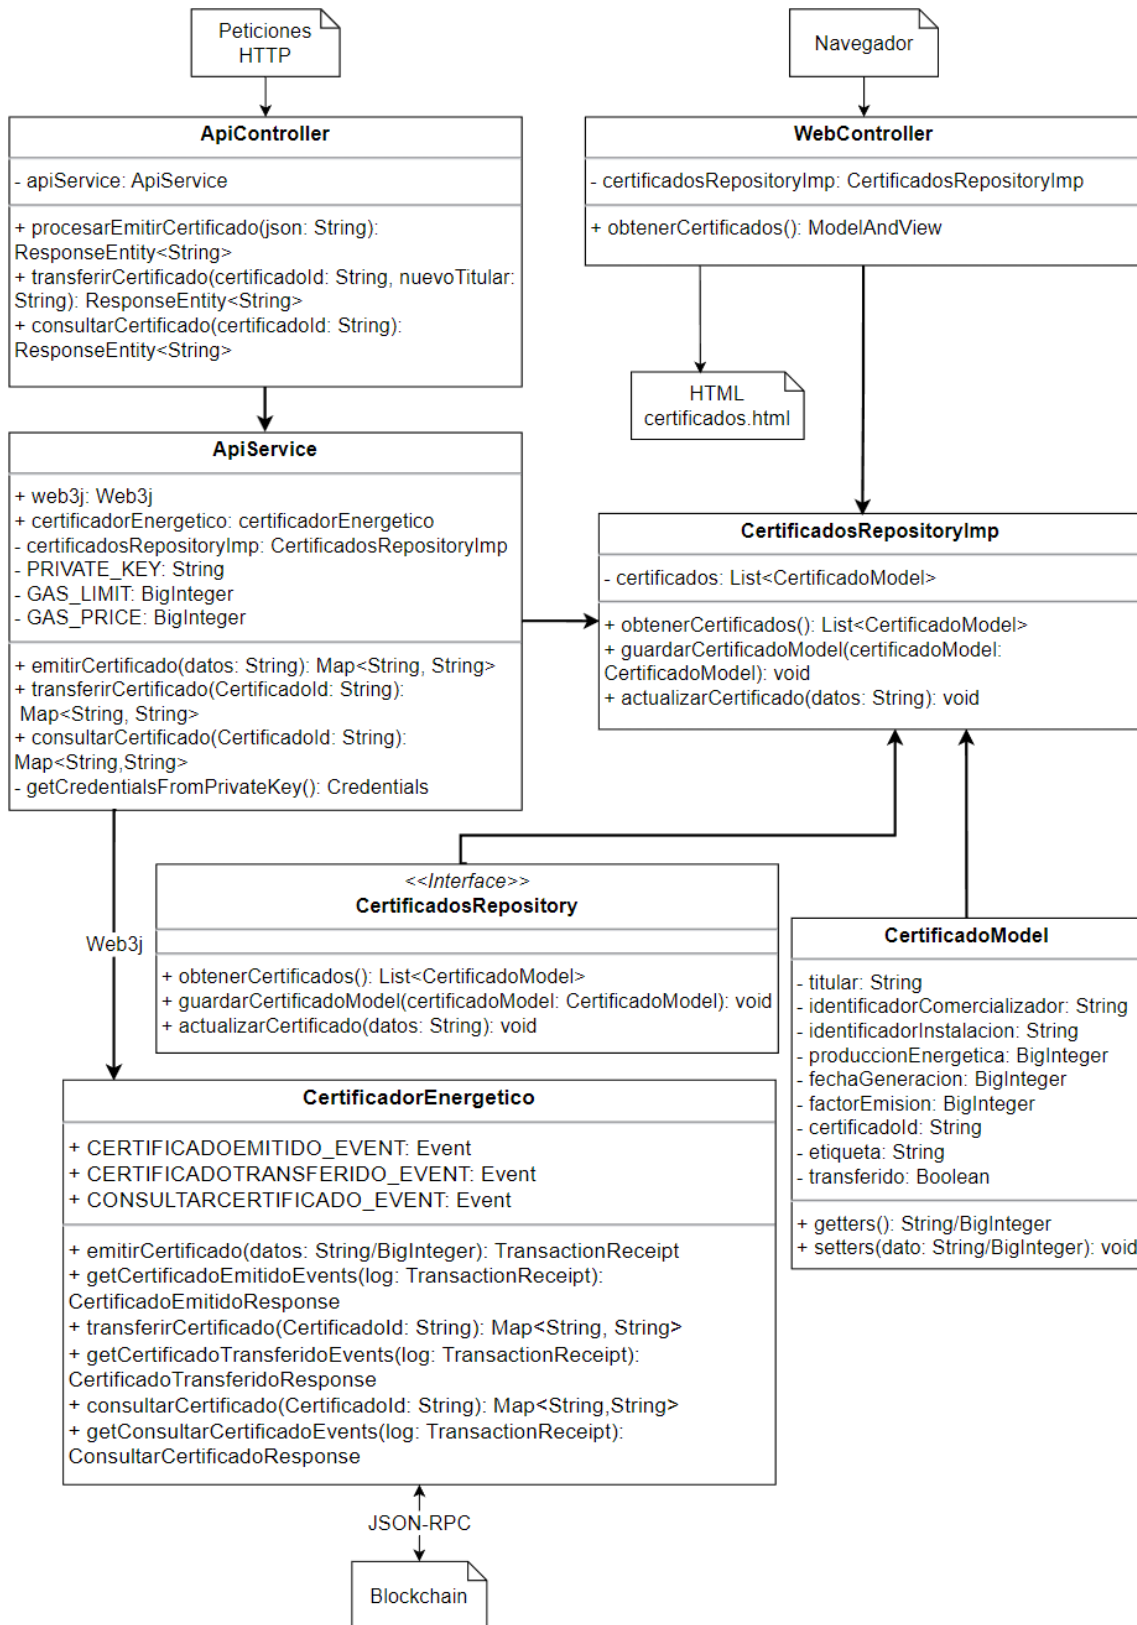 Peticiones
HTTP
Navegador
ApiController
- apiService: ApiService
+ procesarEmitirCertificado(json: String):
ResponseEntity<String>
+ transferirCertificado(certificadoId: String, nuevoTitular:
String): ResponseEntity<String>
+ consultarCertificado(certificadoId: String):
ResponseEntity<String>
WebController
- certificadosRepositoryImp: CertificadosRepositoryImp
+ obtenerCertificados(): ModelAndView
HTML
certificados.html
ApiService
+ web3j: Web3j
+ certificadorEnergetico: certificadorEnergetico
- certificadosRepositoryImp: CertificadosRepositoryImp
- PRIVATE_KEY: String
- GAS_LIMIT: BigInteger
- GAS_PRICE: BigInteger
+ emitirCertificado(datos: String): Map<String, String>
+ transferirCertificado(CertificadoId: String):
Map<String, String>
+ consultarCertificado(CertificadoId: String):
Map<String,String>
- getCredentialsFromPrivateKey(): Credentials
CertificadosRepositoryImp
- certificados: List<CertificadoModel>
+ obtenerCertificados(): List<CertificadoModel>
+ guardarCertificadoModel(certificadoModel:
CertificadoModel): void
+ actualizarCertificado(datos: String): void
<<Interface>>
CertificadosRepository
+ obtenerCertificados(): List<CertificadoModel>
+ guardarCertificadoModel(certificadoModel: CertificadoModel): void
+ actualizarCertificado(datos: String): void
Web3j
CertificadoModel
- titular: String
- identificadorComercializador: String
- identificadorInstalacion: String
- produccionEnergetica: BigInteger
- fechaGeneracion: BigInteger
- factorEmision: BigInteger
- certificadoId: String
- etiqueta: String
- transferido: Boolean
+ getters(): String/BigInteger
+ setters(dato: String/BigInteger): void
CertificadorEnergetico
+ CERTIFICADOEMITIDO_EVENT: Event
+ CERTIFICADOTRANSFERIDO_EVENT: Event
+ CONSULTARCERTIFICADO_EVENT: Event
+ emitirCertificado(datos: String/BigInteger): TransactionReceipt
+ getCertificadoEmitidoEvents(log: TransactionReceipt):
CertificadoEmitidoResponse
+ transferirCertificado(CertificadoId: String): Map<String, String>
+ getCertificadoTransferidoEvents(log: TransactionReceipt):
CertificadoTransferidoResponse
+ consultarCertificado(CertificadoId: String): Map<String,String>
+ getConsultarCertificadoEvents(log: TransactionReceipt):
ConsultarCertificadoResponse
JSON-RPC
Blockchain